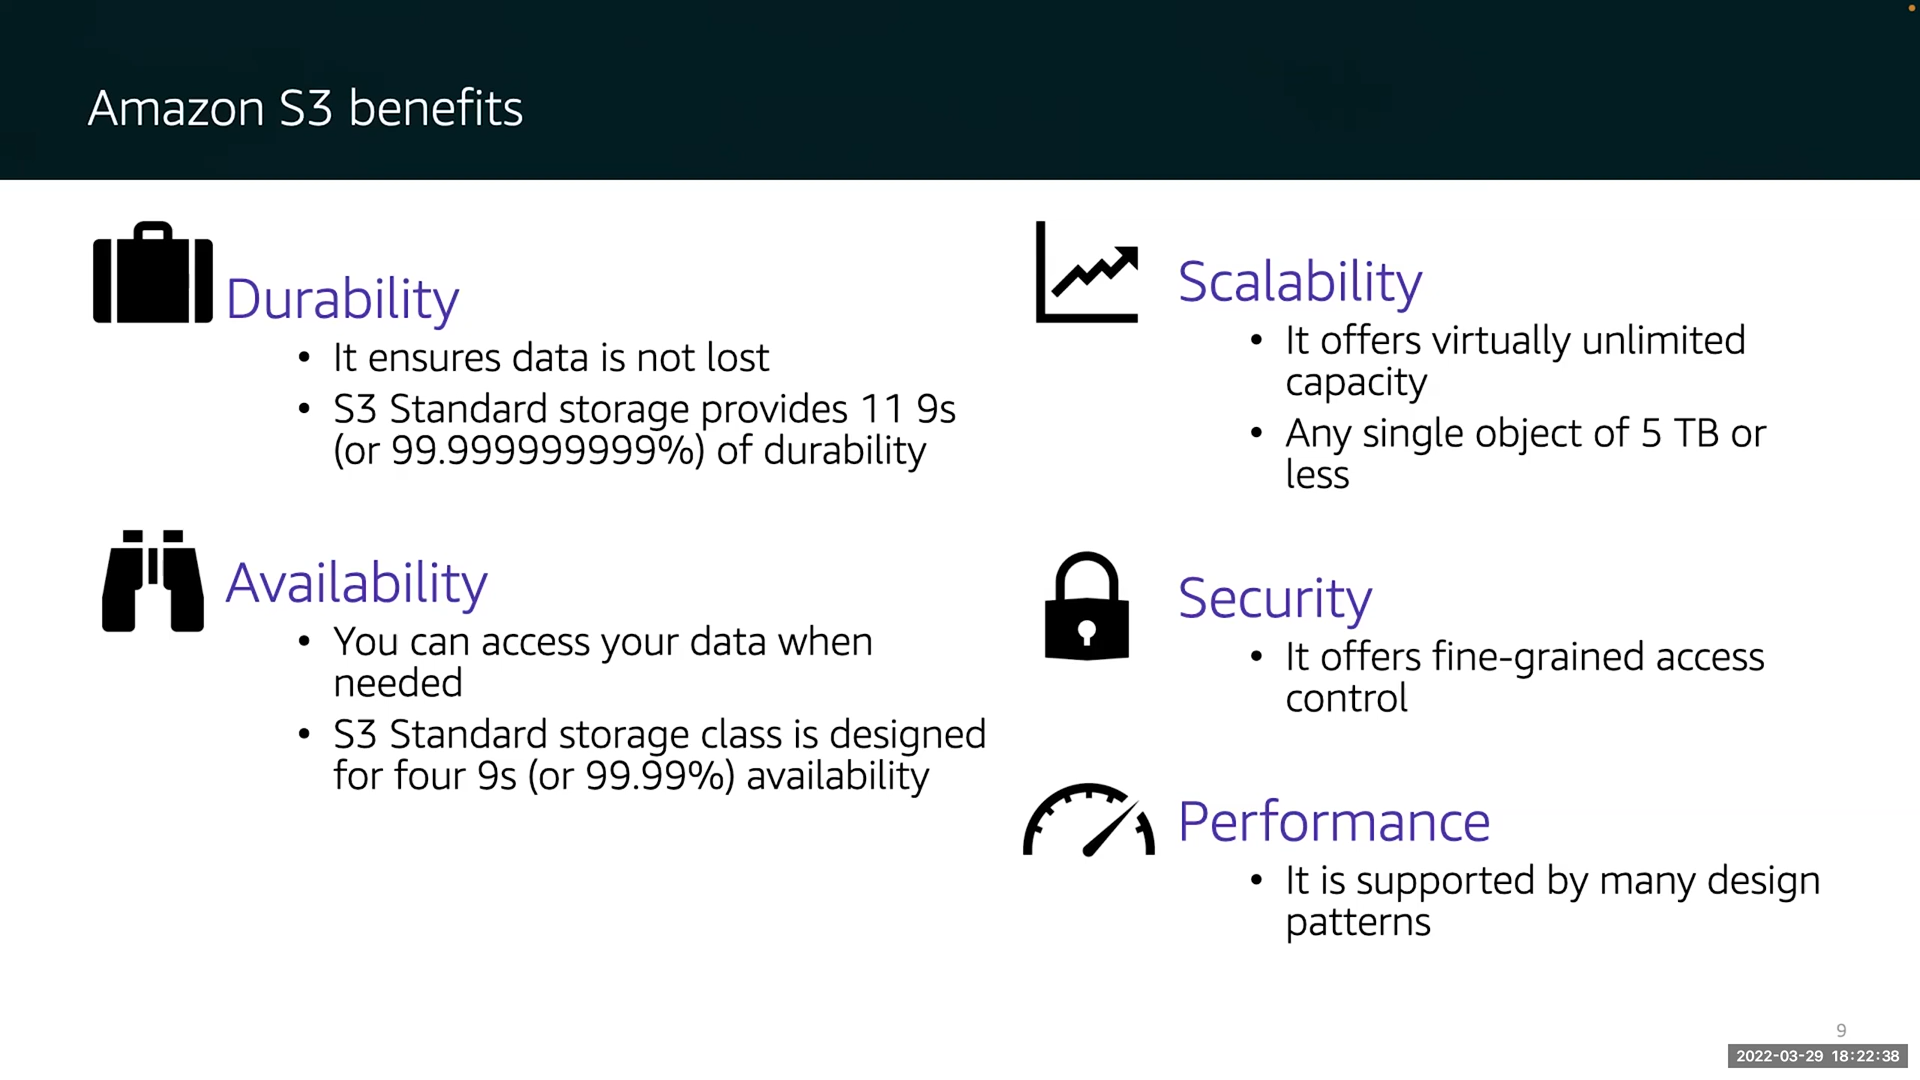 Amazon S3 benefits
Durability
• It ensures data is not lost
• S3 Standard storage provides 11 9s
(or 99.999999999%) of durability
Availability
• You can access your data when
needed
• S3 Standard storage class is designed
for four 9s (or 99.99%) availability
Scalability
• It offers virtually unlimited
capacity
• Any single object of 5 TB or
less
Security
• It offers fine-grained access
control
Performance
• It is supported by many design
patterns
9
2022-03-29 18:22:38